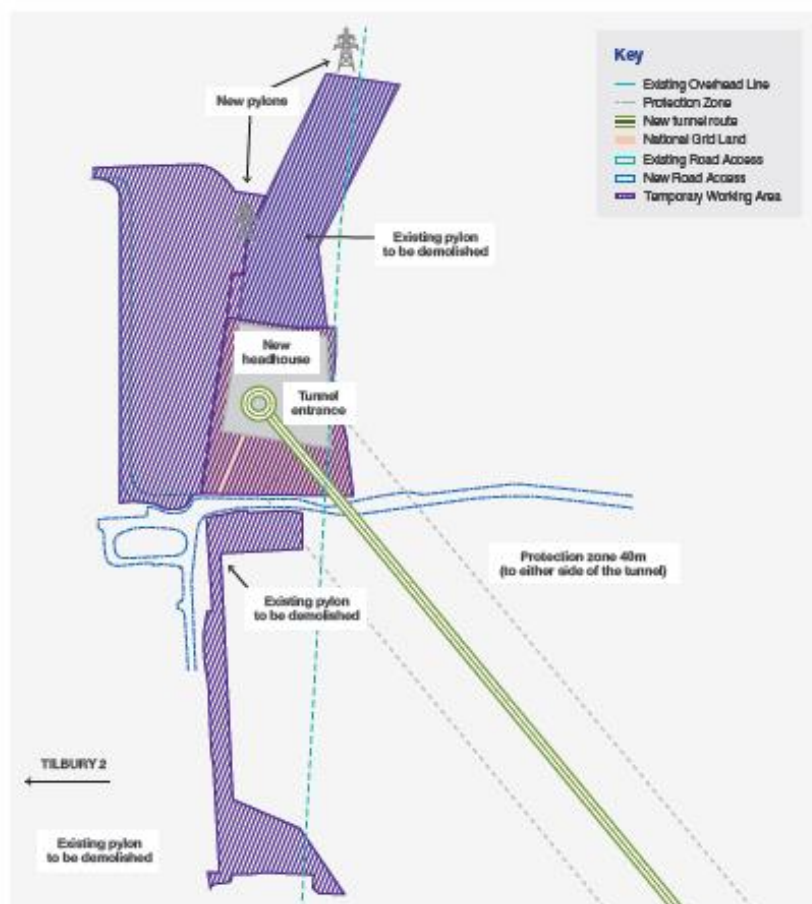 Key
Existing Overhead Line
Protection Zone
New tunnel route
National Grid Land
Existing Road Access
New Road Access
Temporary Working Area
New pylons
Existing pylon
to be demolished
New
headhouse
Tunnel
entrance
Protection zone 40m
(to either side of the tunnel)
Existing pylon
to be demolished
TILBURY 2
Existing pylon
to be demolished